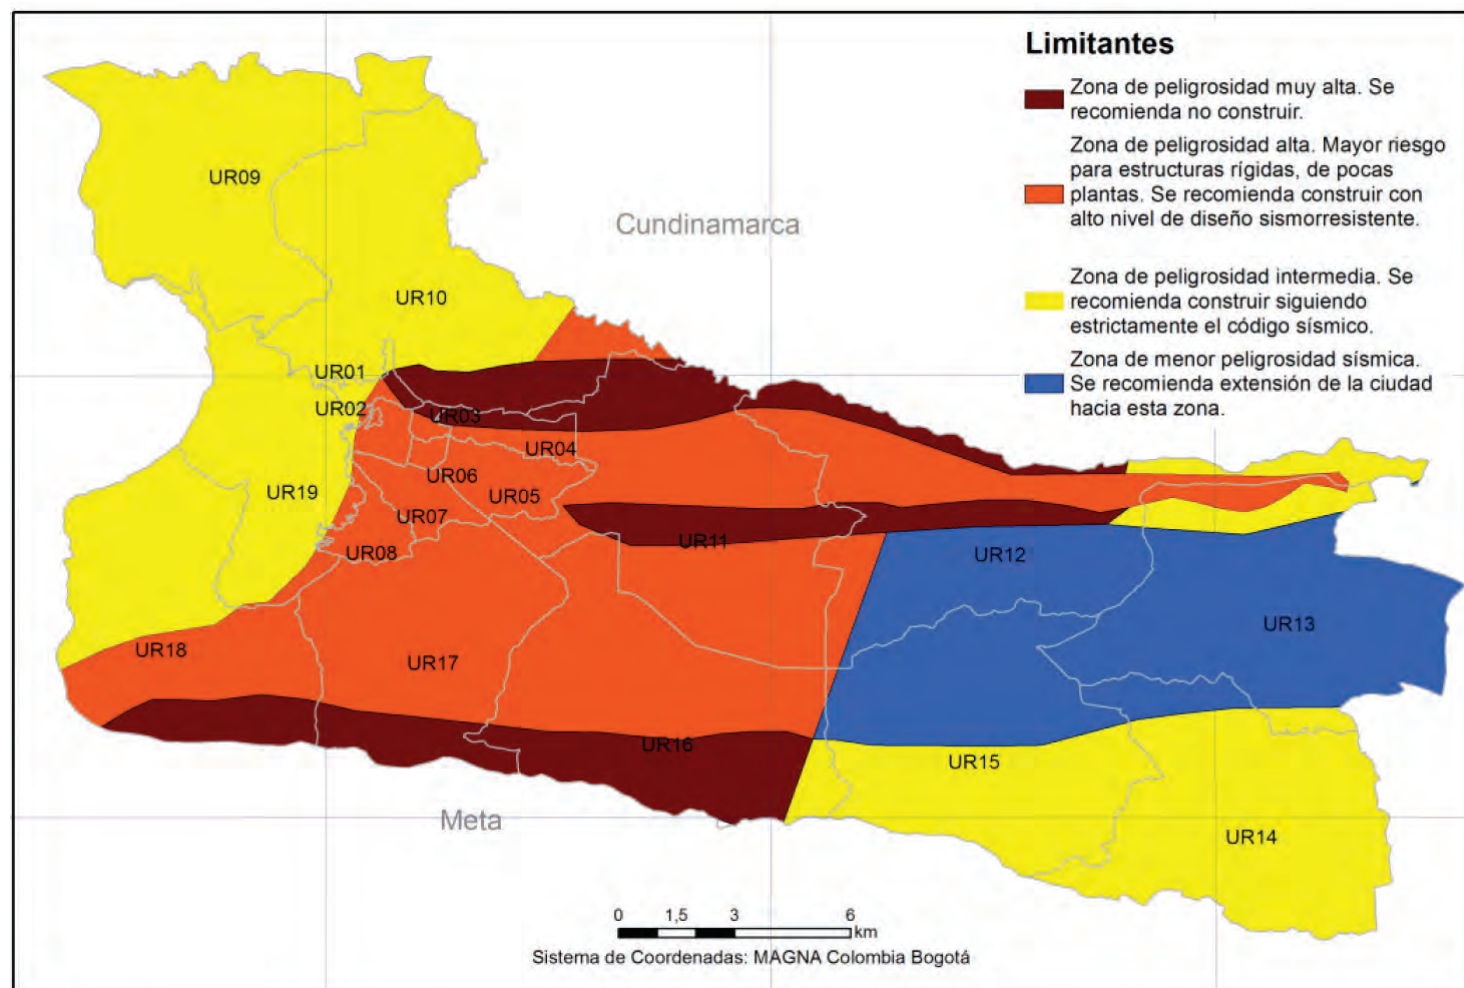 Limitantes
Zona de peligrosidad muy alta. Se
recomienda no construir.
Zona de peligrosidad alta. Mayor riesgo
para estructuras rígidas, de pocas
plantas. Se recomienda construir con
alto nivel de diseño sismorresistente.
Zona de peligrosidad intermedia. Se
recomienda construir siguiendo
estrictamente el código sísmico.
Zona de menor peligrosidad sísmica.
Se recomienda extensión de la ciudad
hacia esta zona.
UR09
Cundinamarca
UR10
UR01
UR02
UR03
UR04
UR06
UR19
UR05
UR07
UR11
UR08
UR12
UR13
UR18
UR17
UR16
UR15
Meta
UR14
0 1,5 3 6
km
Sistema de Coordenadas: MAGNA Colombia Bogotá